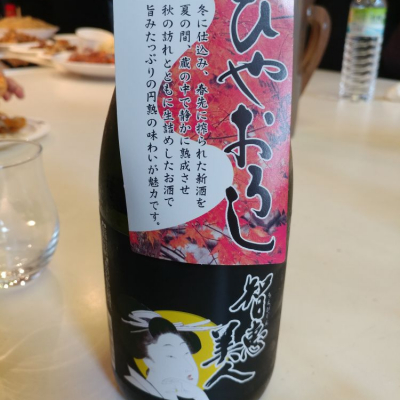 ひやおろし
冬に仕込み、春先に搾られた新酒を
夏の間、蔵の中で静かに熟成させ
秋の訪れとともに生詰めしたお酒で
旨みたっぷりの円熟の味わいが魅力です。
智恵美人